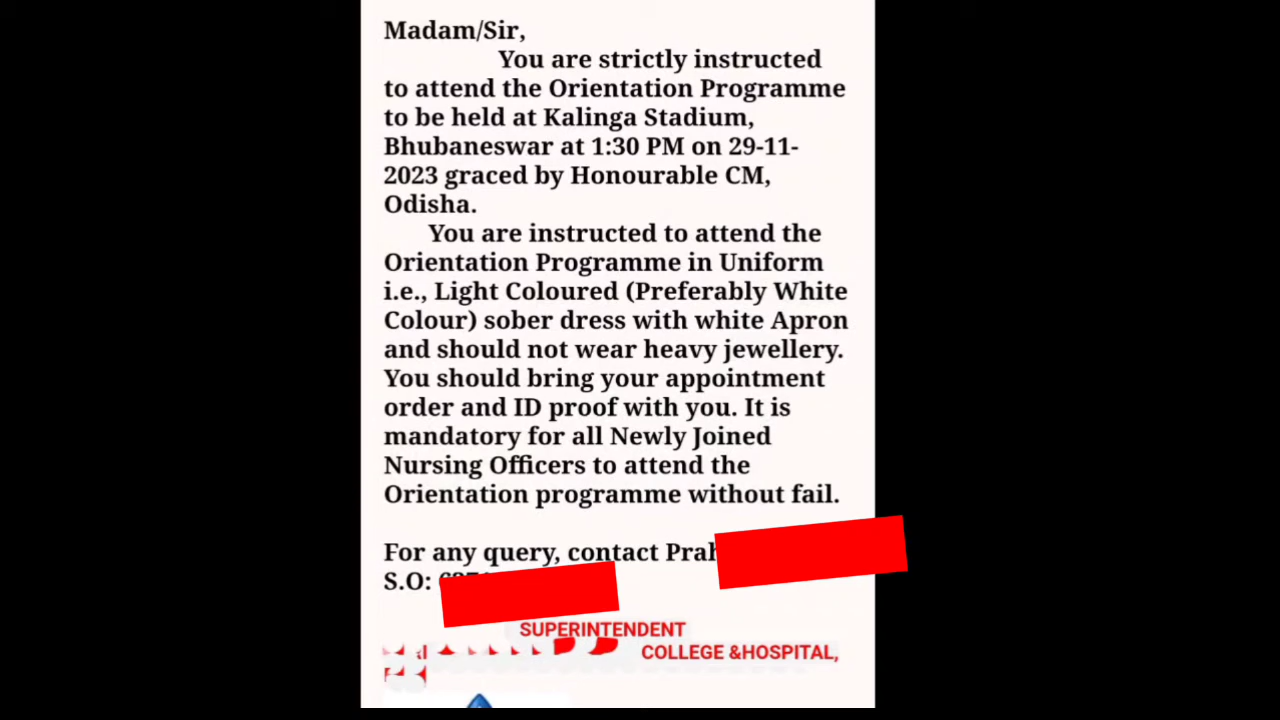 Madam/Sir,
You are strictly instructed
to attend the Orientation Programme
to be held at Kalinga Stadium,
Bhubaneswar at 1:30 PM on 29-11-
2023 graced by Honourable CM,
Odisha.
You are instructed to attend the
Orientation Programme in Uniform
i.e., Light Coloured (Preferably White
Colour) sober dress with white Apron
and should not wear heavy jewellery.
You should bring your appointment
order and ID proof with you. It is
mandatory for all Newly Joined
Nursing Officers to attend the
Orientation programme without fail.
For any query, contact
S.O:
SUPERINTENDENT
COLLEGE &HOSPITAL,